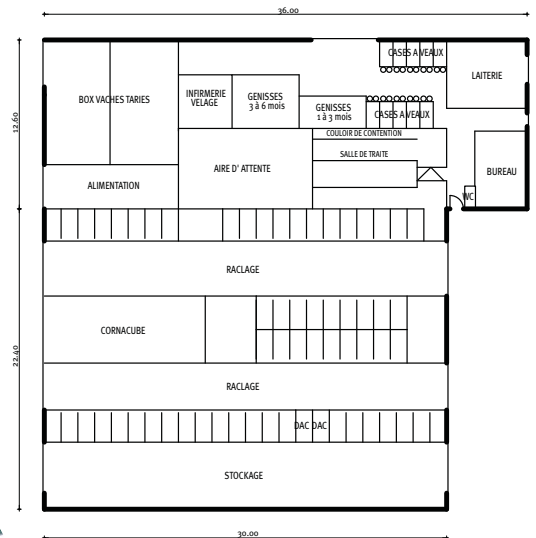 36.00
CASES A VEAUX
LAITERIE
BOX VACHES TARIES
INFIRMERIE
VELAGE
GENISSES
3 à 6 mois
GENISSES
1 à 3 mois
CASES A VEAUX
12.60
COULOIR DE CONTENTION
SALLE DE TRAITE
AIRE D' ATTENTE
BUREAU
ALIMENTATION
WC
RACLAGE
CORNACUBE
22.40
RACLAGE
DAC DAC
STOCKAGE
30.00